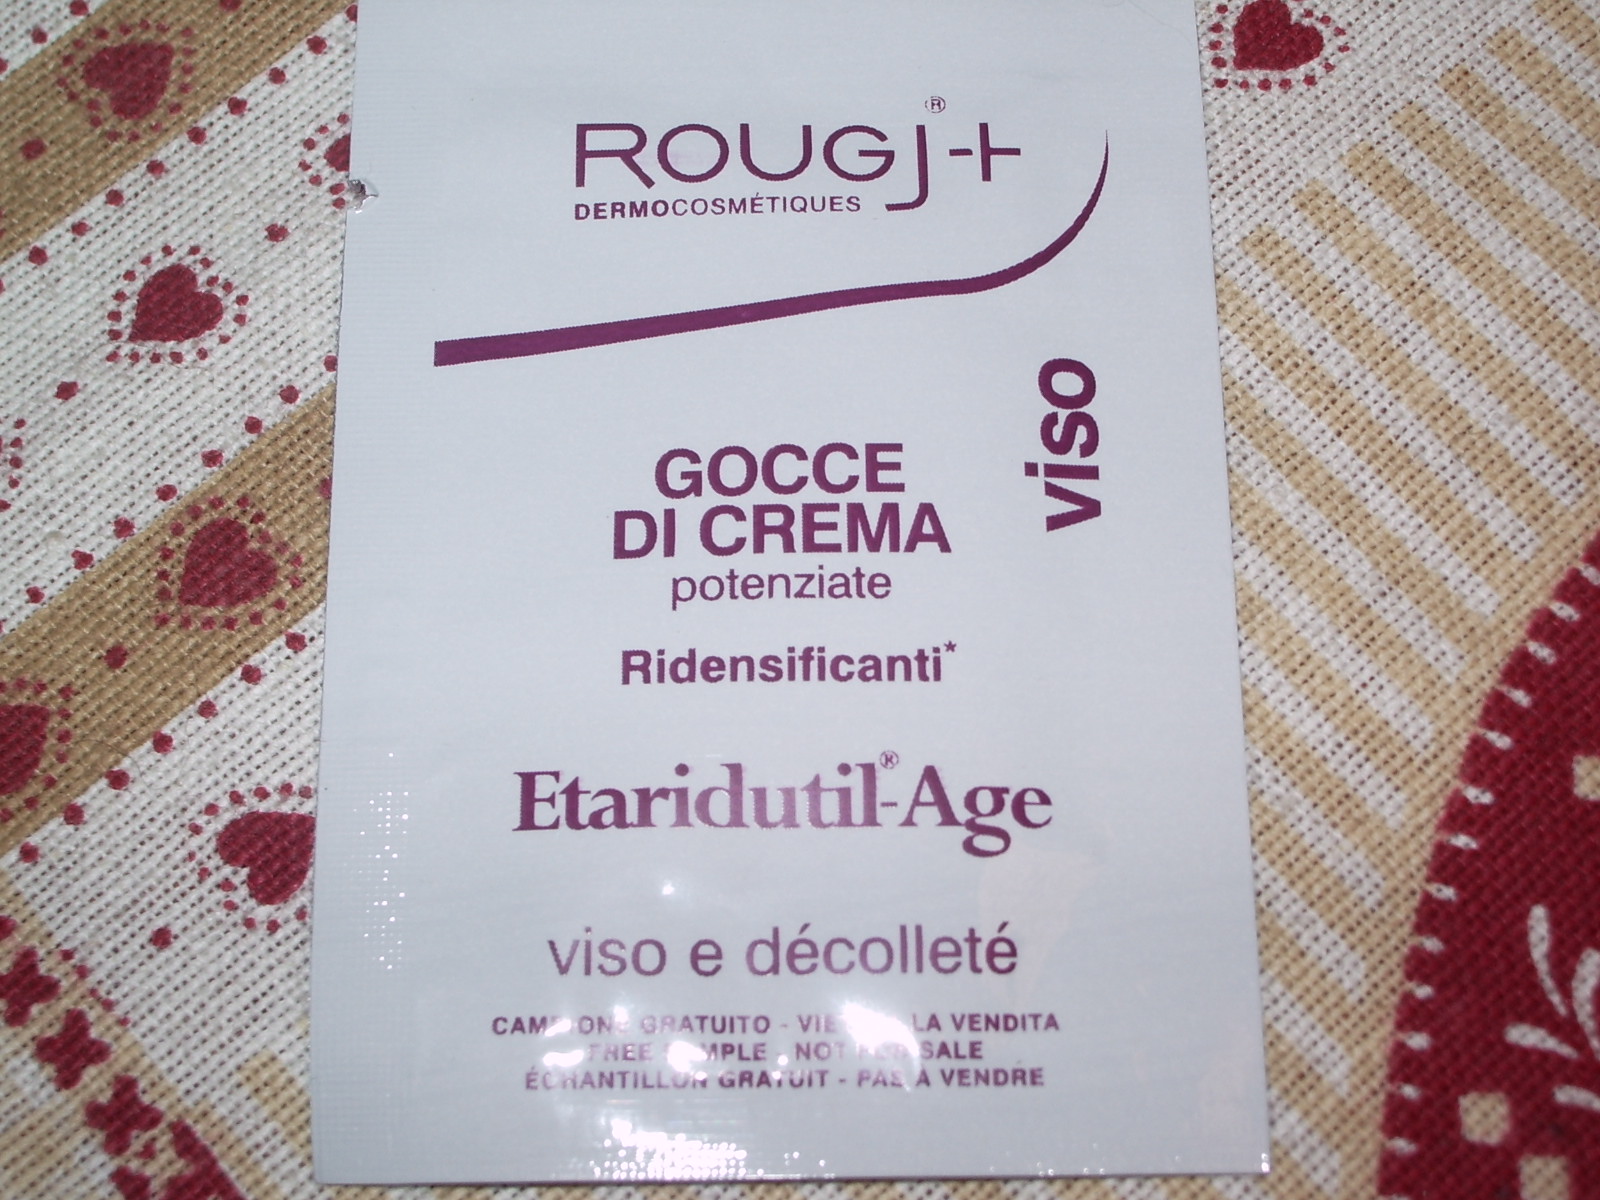 ROUGJ+®
DERMOCOSMÉTIQUES
viso
GOCCE
DI CREMA
potenziate
Ridensificanti*
Etaridutil®-Age
viso e décolleté
GRATUITO - LA VENDITA
FREE NOT SALE
ÉCHANTILLON GRATUIT - PAS À VENDRE